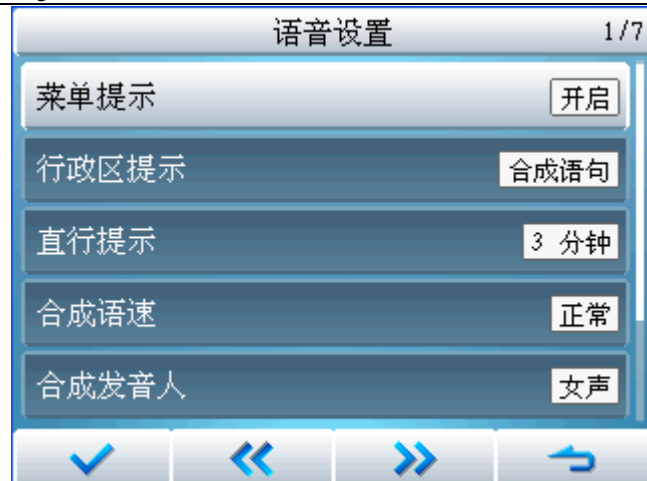 语音设置 1/7
菜单提示 开启
行政区提示 合成语句
直行提示 3 分钟
合成语速 正常
合成发音人 女声